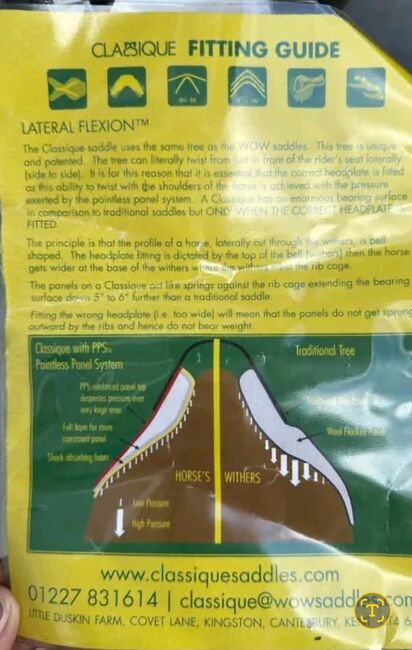 CLASSIQUE FITTING GUIDE
LATERAL FLEXION™
The Classique saddle uses the same tree as the WOW saddles. This tree is unique
and patented. The tree can literally twist from just in front of the rider's seat laterally
(side to side). It is for this reason that it is essential that the correct headplate is fitted
as this ability to twist with the shoulders of the horse is achieved with the pressure
exerted by the pointless panel system. A Classique has an enormous bearing surface
in comparison to traditional saddles but ONLY WHEN THE CORRECT HEADPLATE IS
FITTED.
The principle is that the profile of a horse, laterally cut through the withers, is bell
shaped. The headplate fitting is dictated by the top of the bell (withers) then the horse
gets wider at the base of the withers where the withers meet the rib cage.
The panels on a Classique act like springs against the rib cage extending the bearing
surface down 5" to 6" further than a traditional saddle.
Fitting the wrong headplate (i.e. too wide) will mean that the panels do not get sprung
outward by the ribs and hence do not bear weight.
Classique with PPS
Pointless Panel System
Traditional Tree
PPS reinforced panel top
disperses pressure over
very large area
Felt layer for more
consistent panel
Wool Flocked Panel
Shock absorbing foam
HORSE'S WITHERS
Low Pressure
High Pressure
www.classiquesaddles.com
01227 831614 | classique@wowsaddles.com
LITTLE DUSKIN FARM, COVET LANE, KINGSTON, CANTERBURY,